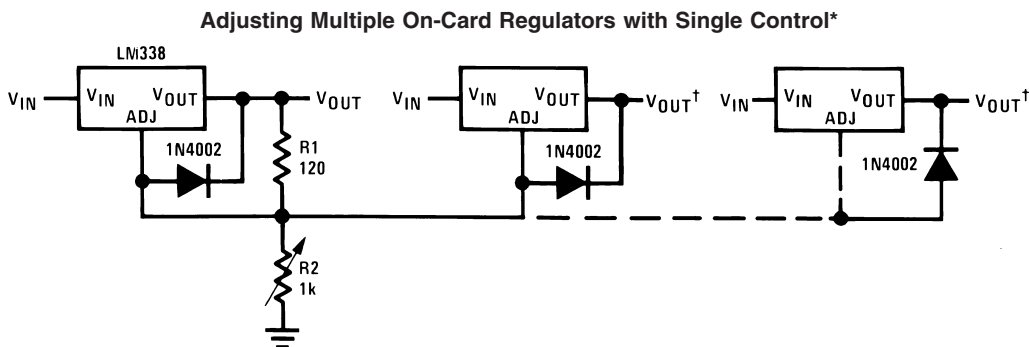 Adjusting Multiple On-Card Regulators with Single Control*
LM338
VIN VIN VOUT VOUT
ADJ
1N4002
R1
120
R2
1k
VIN VIN VOUT VOUT†
ADJ
1N4002
VIN VIN VOUT VOUT†
ADJ
1N4002